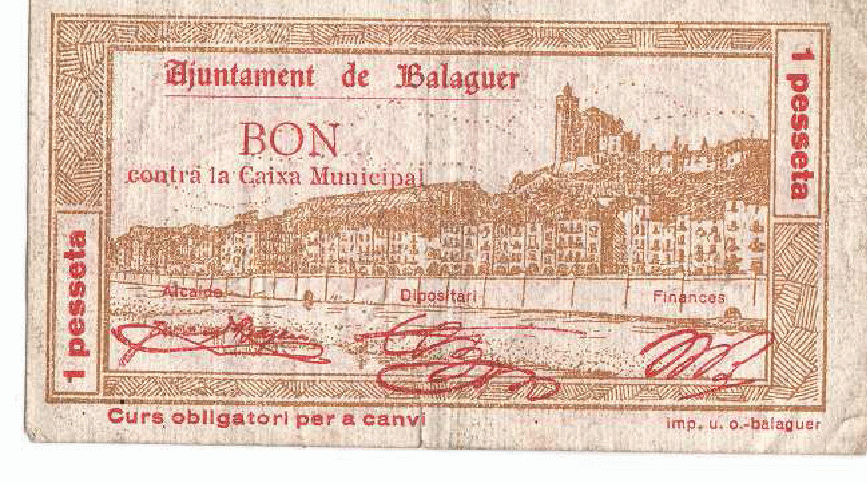 Ajuntament de Balaguer
1 pesseta
BON
contra la Caixa Municipal
Alcalde
Dipositari
Finances
1 pesseta
Curs obligatori per a canvi
imp. u. o.-balaguer